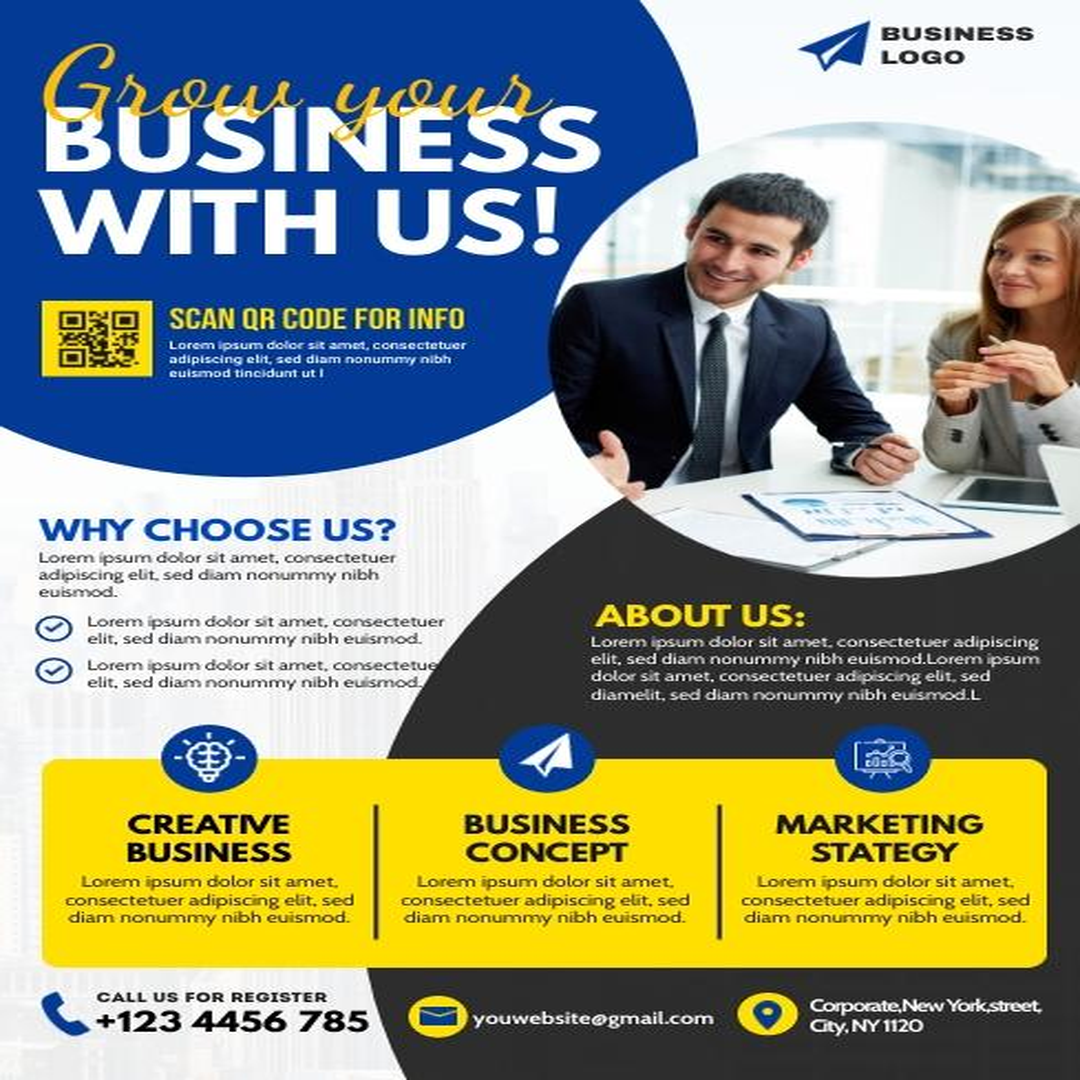 BUSINESS
LOGO
Grow your
BUSINESS
WITH US!
SCAN QR CODE FOR INFO
Lorem ipsum dolor sit amet, consectetuer
adipiscing elit, sed diam nonummy nibh
euismod tincidunt ut l
WHY CHOOSE US?
Lorem ipsum dolor sit amet, consectetuer
adipiscing elit, sed diam nonummy nibh
euismod.
Lorem ipsum dolor sit amet, consectetuer
elit, sed diam nonummy nibh euismod.
Lorem ipsum dolor sit amet, consectetue
elit, sed diam nonummy nibh euismod.
ABOUT US:
Lorem ipsum dolor sit amet, consectetuer adipiscing
elit, sed diam nonummy nibh euismod.Lorem ipsum
dolor sit amet, consectetuer adipiscing elit, sed
diamelit, sed diam nonummy nibh euismod.L
CREATIVE
BUSINESS
Lorem ipsum dolor sit amet,
consectetuer adipiscing elit, sed
diam nonummy nibh euismod.
BUSINESS
CONCEPT
Lorem ipsum dolor sit amet,
consectetuer adipiscing elit, sed
diam nonummy nibh euismod.
MARKETING
STATEGY
Lorem ipsum dolor sit amet,
consectetuer adipiscing elit, sed
diam nonummy nibh euismod.
CALL US FOR REGISTER
+123 4456 785
youwebsite@gmail.com
Corporate,New York,street,
City, NY 1120